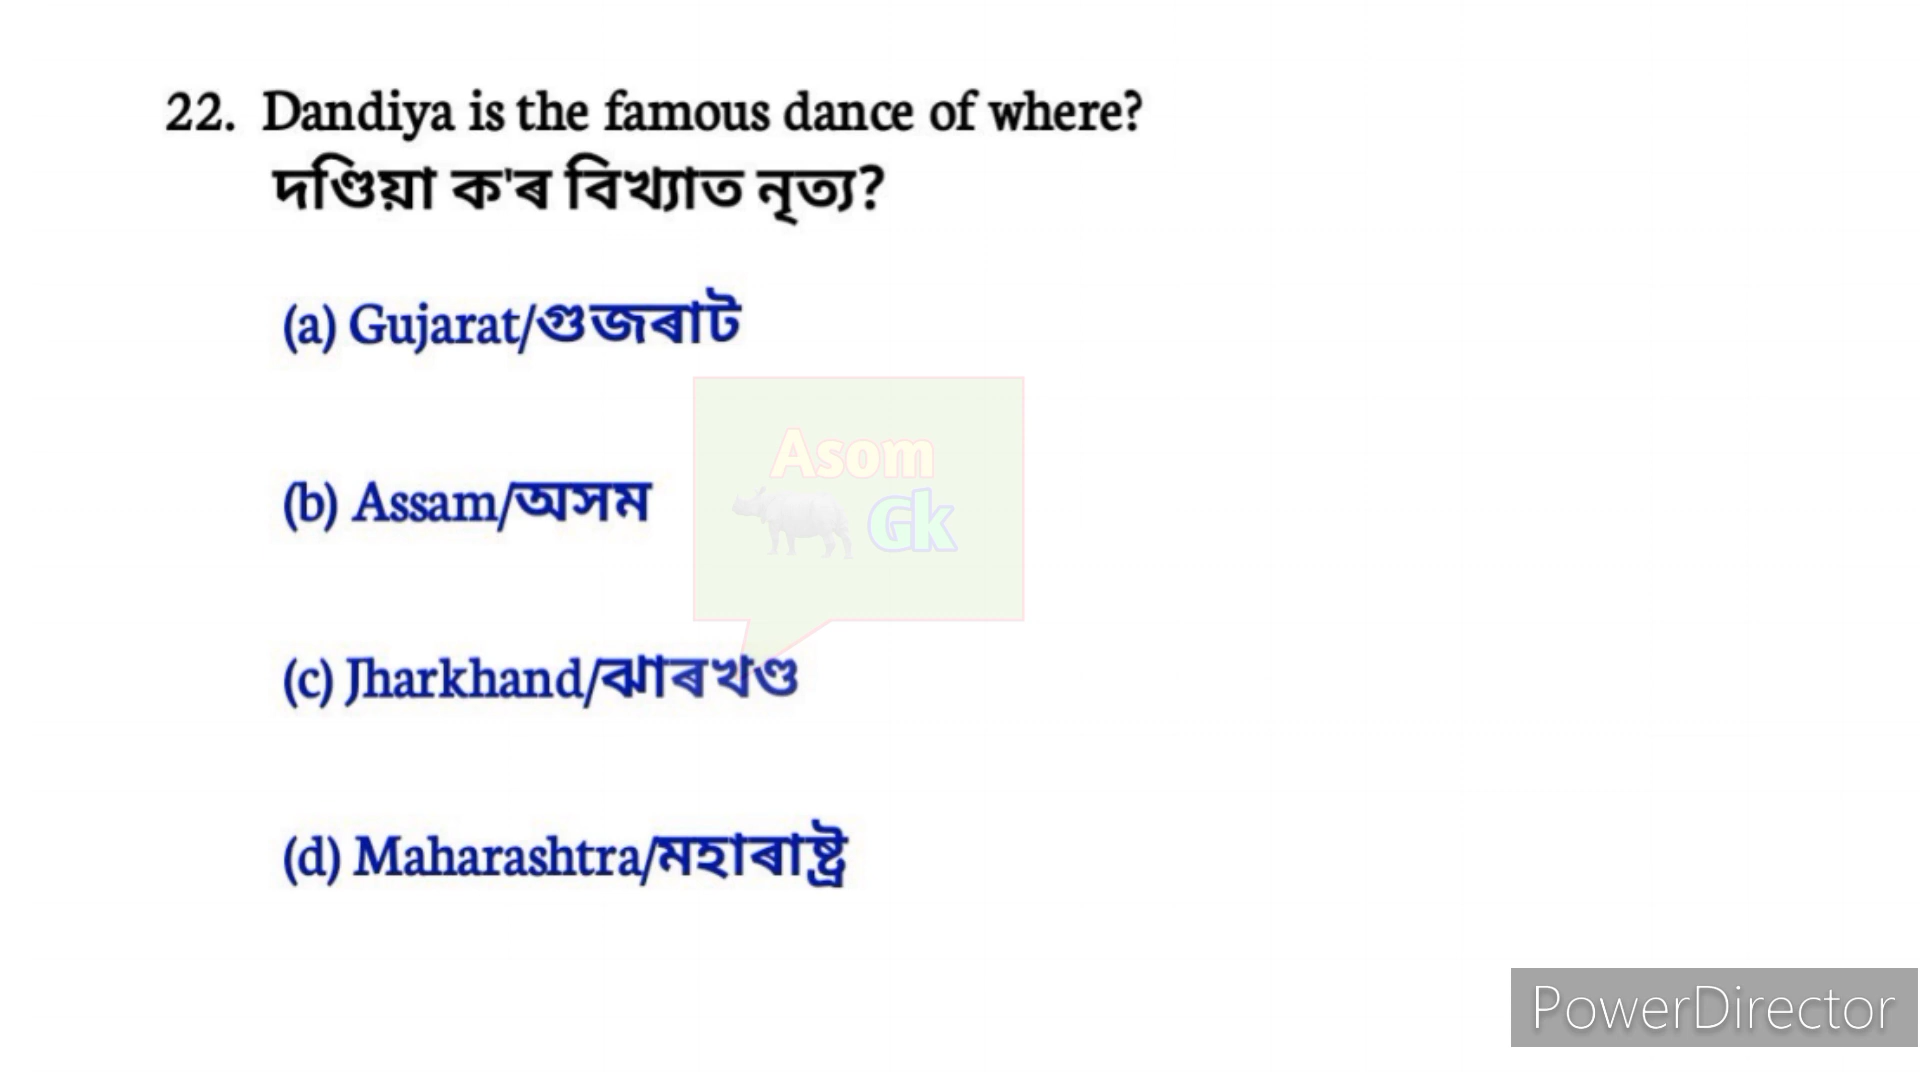 22. Dandiya is the famous dance of where?
দণ্ডিয়া ক'ৰ বিখ্যাত নৃত্য?
(a) Gujarat/গুজৰাট
Asom
Gk
(b) Assam/অসম
(c) Jharkhand/ঝাৰখণ্ড
(d) Maharashtra/মহাৰাষ্ট্ৰ
PowerDirector